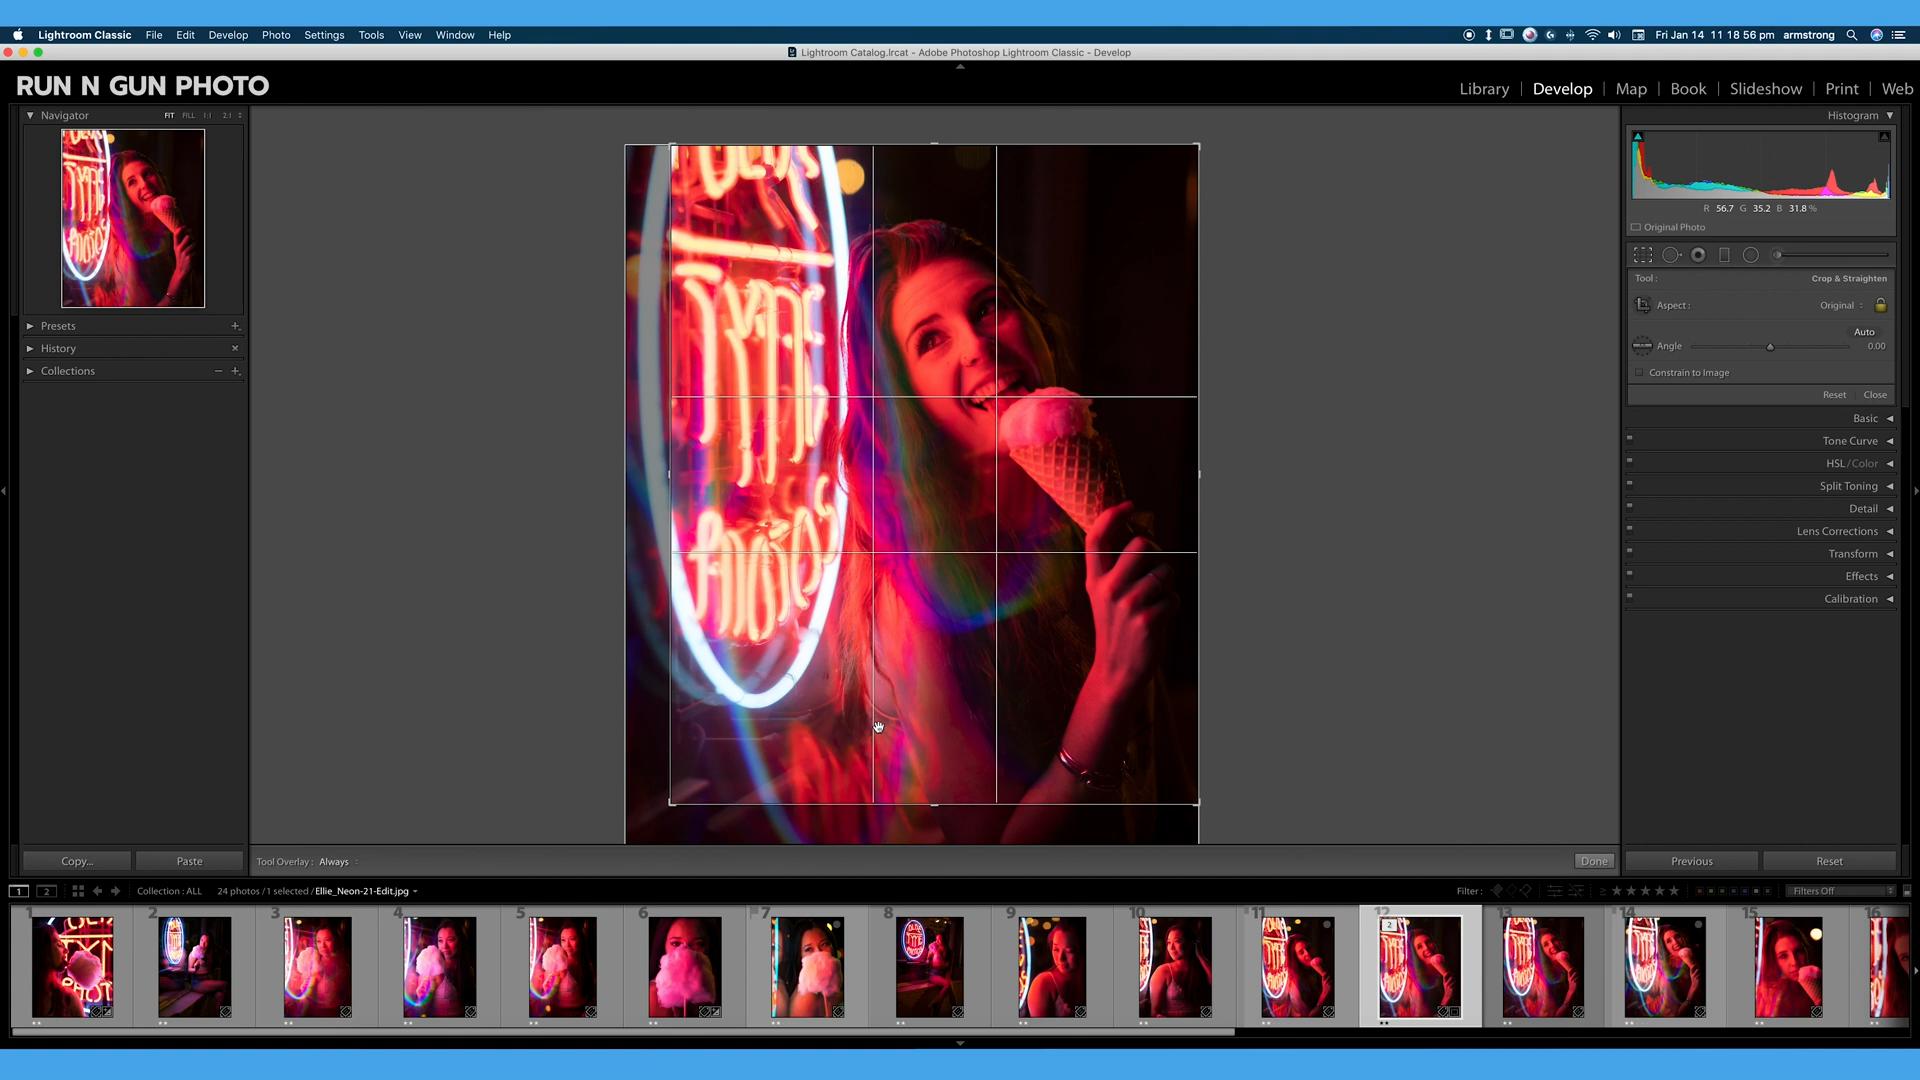 Lightroom Classic File Edit Develop Photo Settings Tools View Window Help
Fri Jan 14 11 18 56 pm armstrong
Lightroom Catalog.lrcat - Adobe Photoshop Lightroom Classic - Develop
RUN N GUN PHOTO
Library | Develop | Map | Book | Slideshow | Print | Web
Navigator FIT FILL 1:1 2:1
Histogram
R 56.7 G 35.2 B 31.8 %
Original Photo
Tool : Crop & Straighten
Aspect : Original
Auto
Angle 0.00
Constrain to Image
Reset Close
Presets
History
Collections
Basic
Tone Curve
HSL / Color
Split Toning
Detail
Lens Corrections
Transform
Effects
Calibration
TYME
PHOTOS
Copy... Paste
Tool Overlay : Always
Done
Previous Reset
1 2 Collection : ALL 24 photos / 1 selected / Ellie_Neon-21-Edit.jpg
Filter : Filters Off
1 2 3 4 5 6 7 8 9 10 11 12 13 14 15 16
2